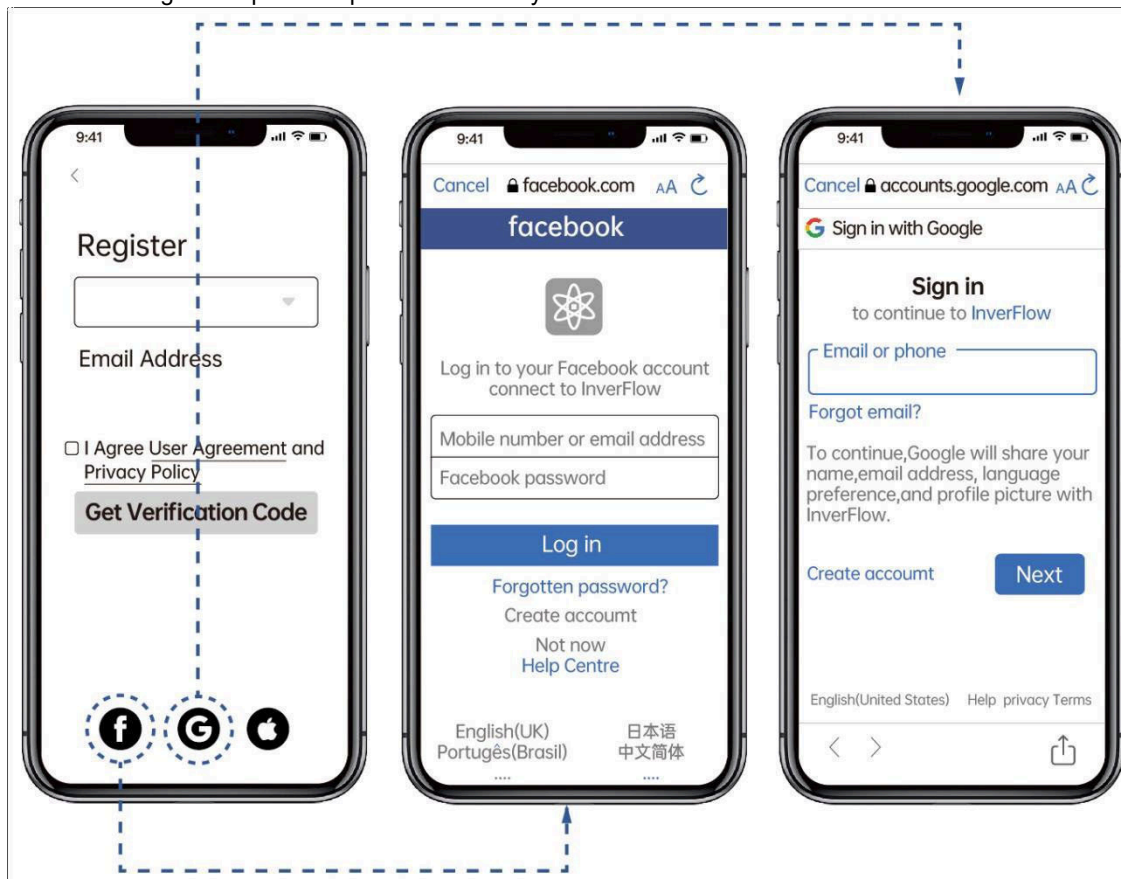 9:41
Register
Email Address
I Agree User Agreement and
Privacy Policy
Get Verification Code
f
G
9:41
Cancel facebook.com AA
facebook
Log in to your Facebook account
connect to InverFlow
Mobile number or email address
Facebook password
Log in
Forgotten password?
Create accoumt
Not now
Help Centre
English(UK) 日本语
Portugês(Brasil) 中文简体
.... ....
9:41
Cancel accounts.google.com AA
G Sign in with Google
Sign in
to continue to InverFlow
Email or phone
Forgot email?
To continue,Google will share your
name,email address, language
preference,and profile picture with
InverFlow.
Create accoumt Next
English(United States) Help privacy Terms